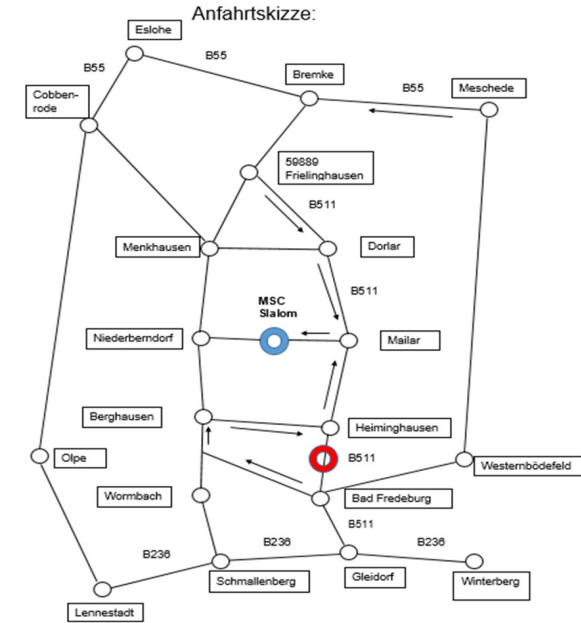 Anfahrtskizze:
Eslohe
B55
B55
Bremke
B55
Meschede
Cobben-
rode
59889
Frielinghausen
B511
Menkhausen
Dorlar
B511
MSC
Slalom
Niederberndorf
Mailar
Berghausen
Heiminghausen
B511
Olpe
Westernbödefeld
Wormbach
Bad Fredeburg
B511
B236
B236
B236
Schmallenberg
Gleidorf
Winterberg
Lennestadt